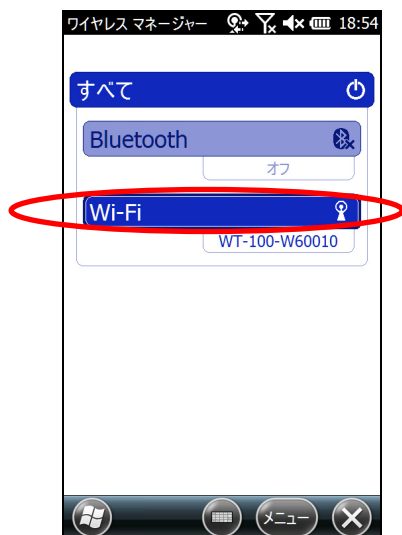 ワイヤレス マネージャー 18:54
すべて
Bluetooth
オフ
Wi-Fi
WT-100-W60010
メニュー